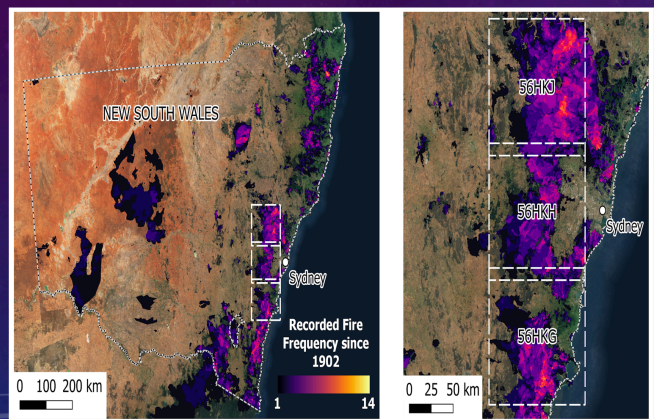 NEW SOUTH WALES
Sydney
Recorded Fire
Frequency since
1902
1
14
0 100 200 km
56HKJ
56HKH
Sydney
56HKG
0 25 50 km